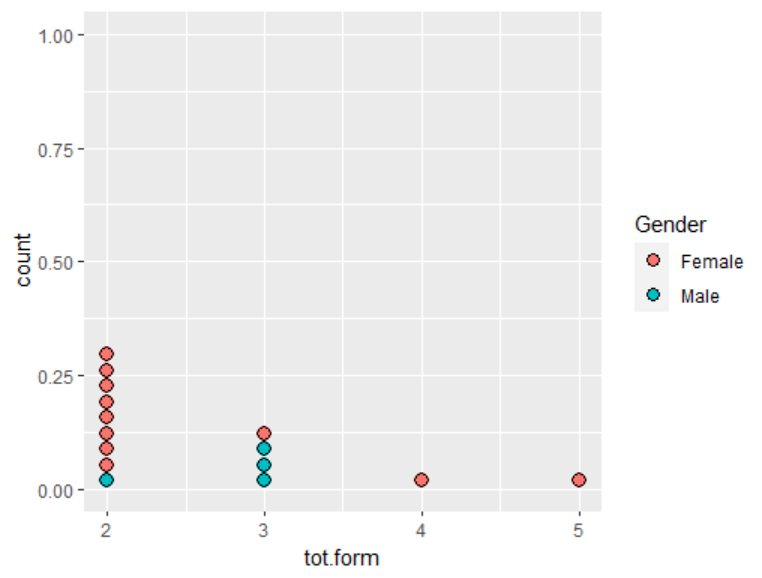 1.00
0.75
0.50
0.25
0.00
count
2 3 4 5
tot.form
Gender
Female
Male